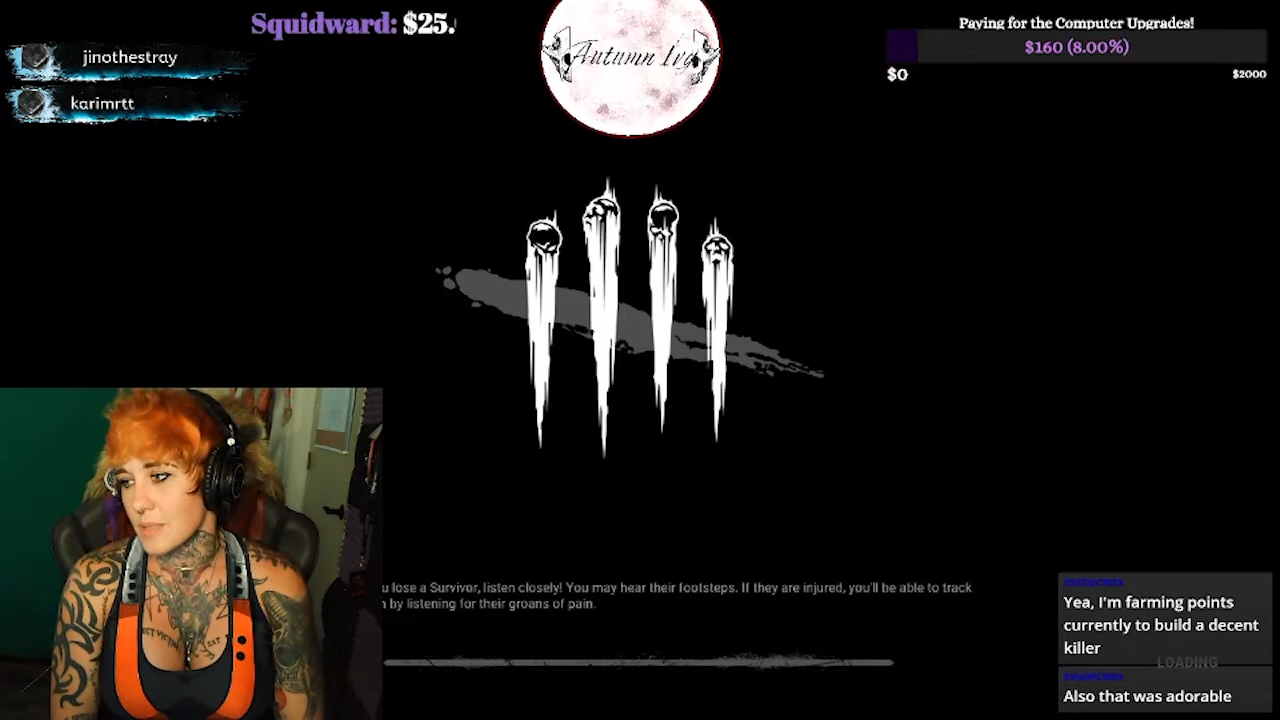 Squidward: $25.
jinothestray
karimrtt
Autumn Ivy
Paying for the Computer Upgrades!
$160 (8.00%)
$0
$2000
u lose a Survivor, listen closely! You may hear their footsteps. If they are injured, you'll be able to track
by listening for their groans of pain.
Yea, I'm farming points
currently to build a decent
killer
LOADING
Also that was adorable